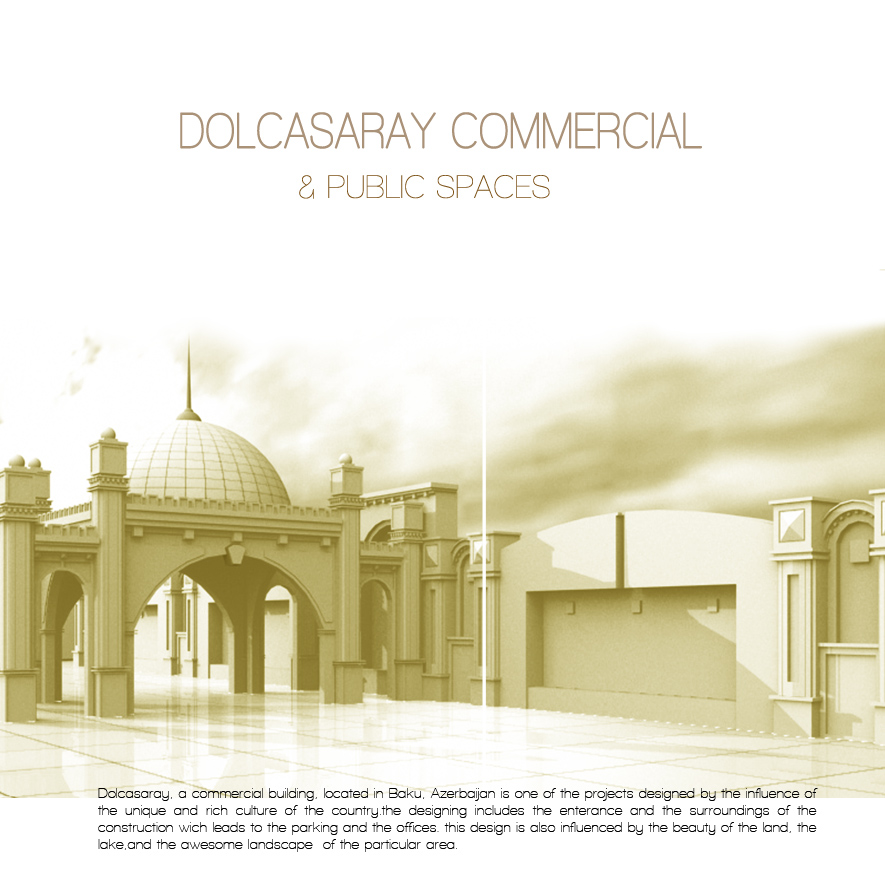 DOLCASARAY COMMERCIAL
& PUBLIC SPACES
Dolcasaray, a commercial building, located in Baku, Azerbaijan is one of the projects designed by the influence of
the unique and rich culture of the country.the designing includes the enterance and the surroundings of the
construction wich leads to the parking and the offices. this design is also influenced by the beauty of the land, the
lake,and the awesome landscape of the particular area.